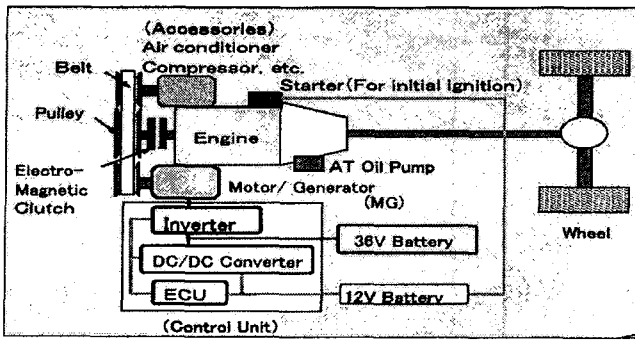 (Accessories)
Air conditioner
Compressor. etc.
Belt
Starter(For initial ignition)
Pulley
Engine
AT Oil Pump
Electro-
Magnetic
Clutch
Motor/ Generator
(MG)
Inverter
36V Battery
Wheel
DC/DC Converter
ECU
12V Battery
(Control Unit)